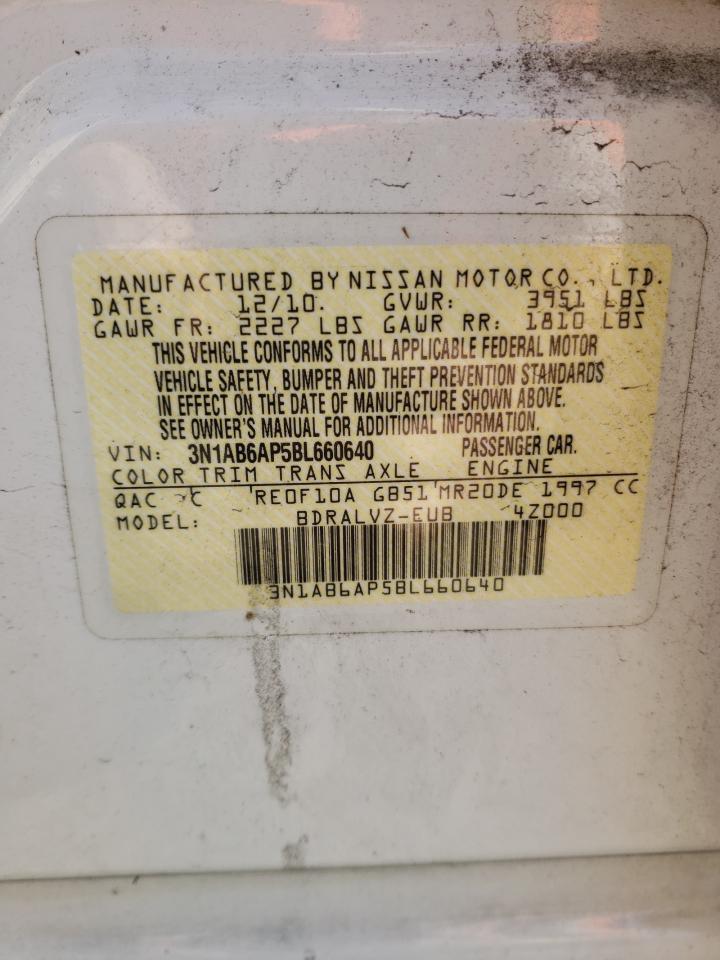 MANUFACTURED BY NISSAN MOTOR CO., LTD.
DATE: 12/10. GVWR: 3951 LBS
GAWR FR: 2227 LBS GAWR RR: 1810 LBS
THIS VEHICLE CONFORMS TO ALL APPLICABLE FEDERAL MOTOR
VEHICLE SAFETY, BUMPER AND THEFT PREVENTION STANDARDS
IN EFFECT ON THE DATE OF MANUFACTURE SHOWN ABOVE.
SEE OWNER'S MANUAL FOR ADDITIONAL INFORMATION.
VIN: 3N1AB6AP5BL660640 PASSENGER CAR.
COLOR TRIM TRANS AXLE ENGINE
QAC C RE0F10A GB51 MR20DE 1997 CC
MODEL: BDRALVZ-EUB 4Z000
3N1AB6AP5BL660640